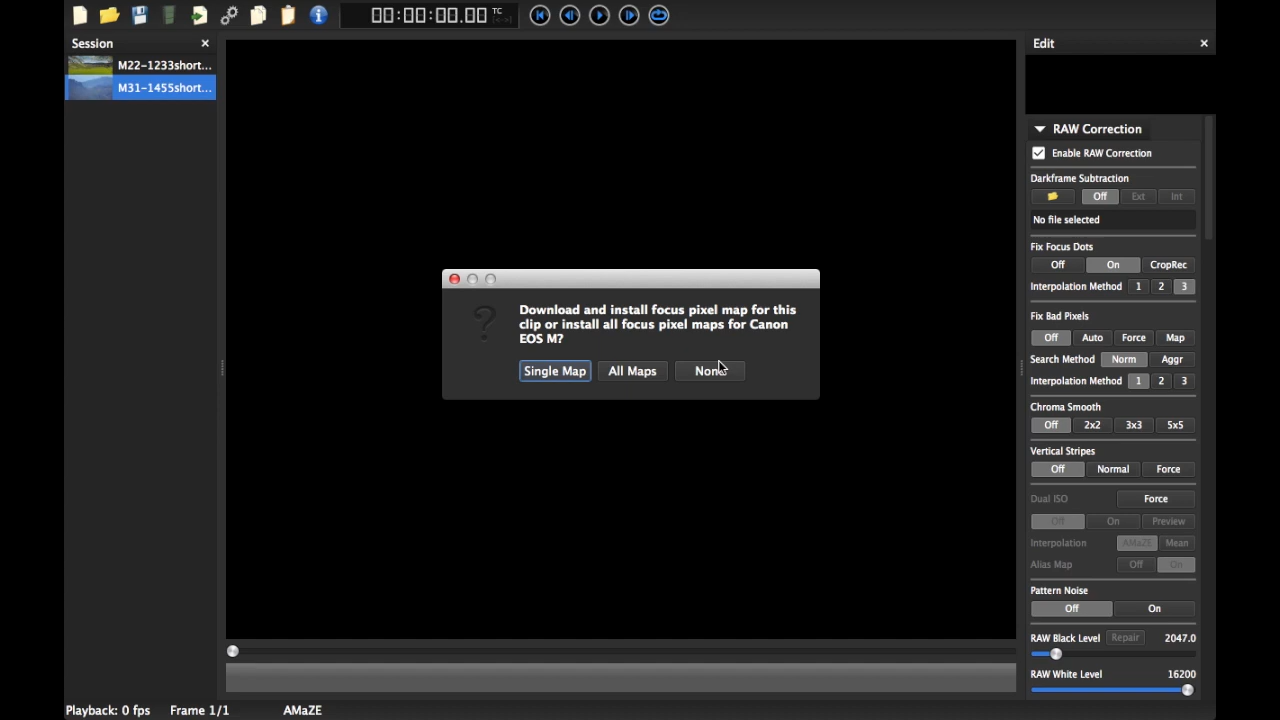 00:00:00.00 TC
Session
M22-1233short...
M31-1455short...
Download and install focus pixel map for this
clip or install all focus pixel maps for Canon
EOS M?
Single Map All Maps None
Edit
RAW Correction
Enable RAW Correction
Darkframe Subtraction
Off Ext Int
No file selected
Fix Focus Dots
Off On CropRec
Interpolation Method 1 2 3
Fix Bad Pixels
Off Auto Force Map
Search Method Norm Aggr
Interpolation Method 1 2 3
Chroma Smooth
Off 2x2 3x3 5x5
Vertical Stripes
Off Normal Force
Dual ISO Force
Off On Preview
Interpolation AMaZE Mean
Alias Map Off On
Pattern Noise
Off On
RAW Black Level Repair 2047.0
RAW White Level 16200
Playback: 0 fps Frame 1/1 AMaZE